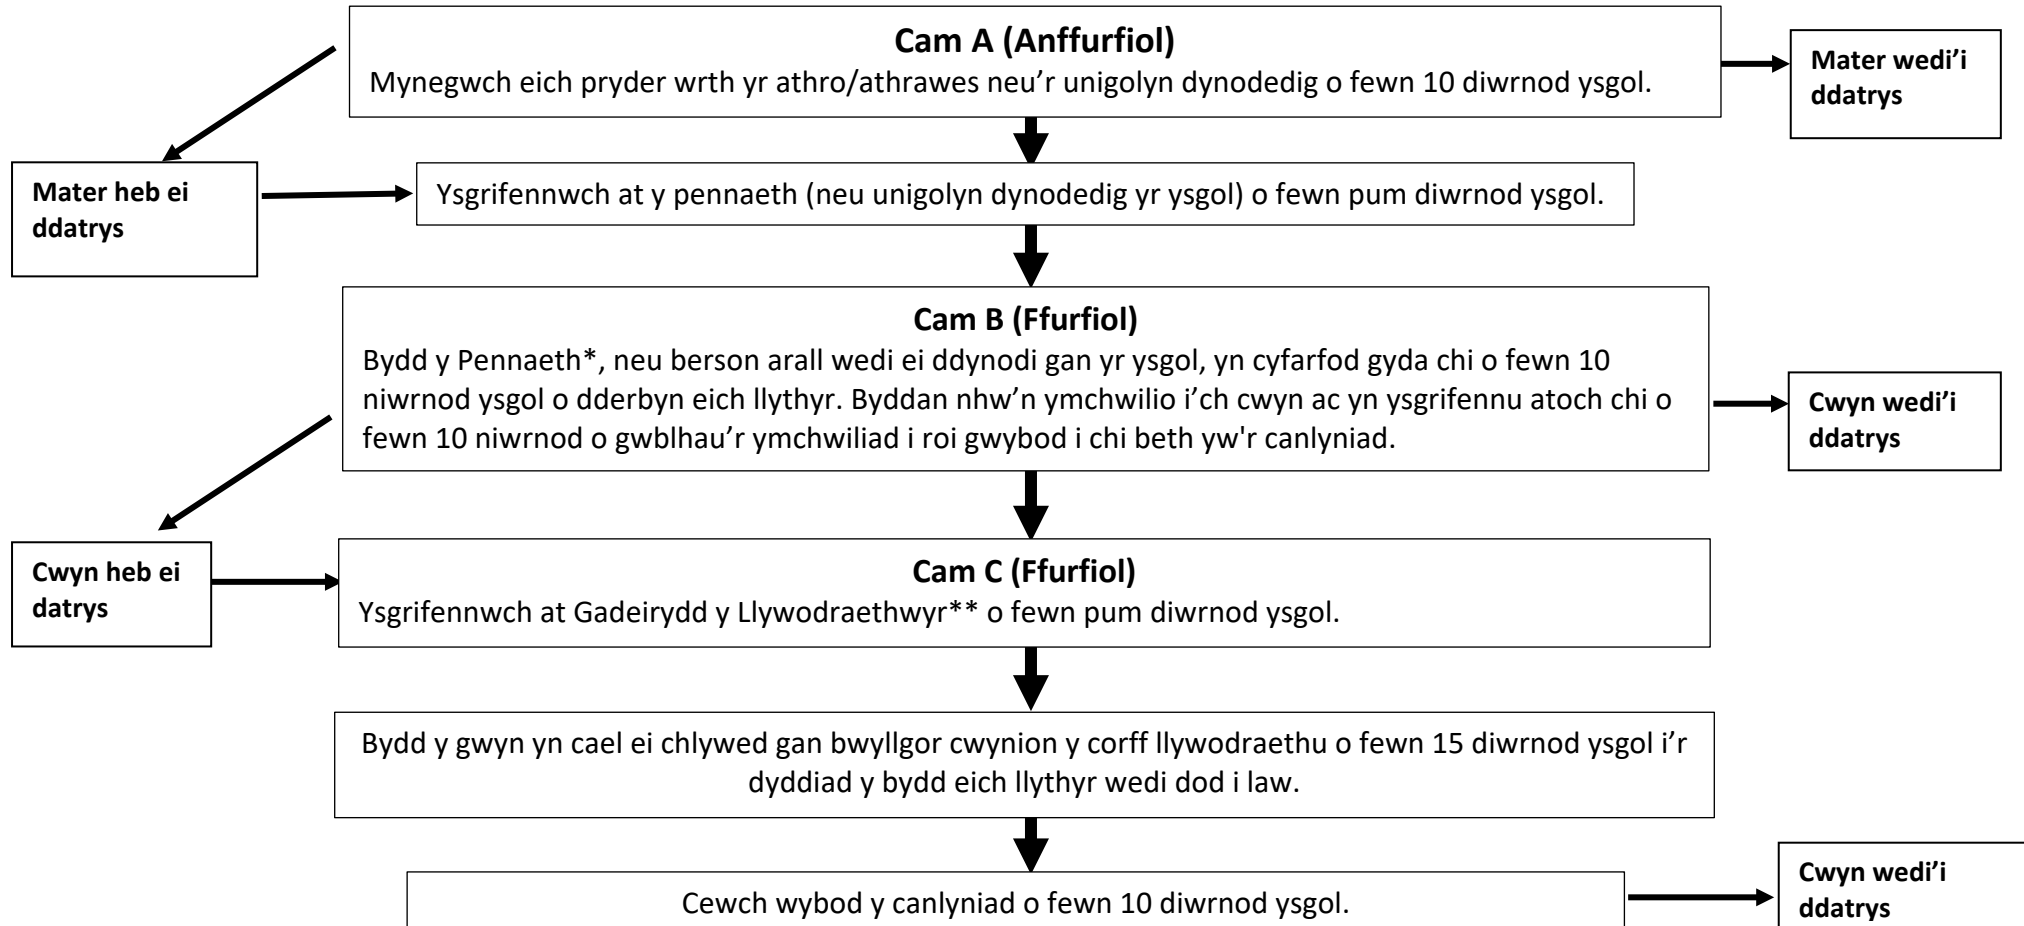 Cam A (Anffurfiol)
Mynegwch eich pryder wrth yr athro/athrawes neu’r unigolyn dynodedig o fewn 10 diwrnod ysgol.
Mater wedi’i
ddatrys
Mater heb ei
ddatrys
Ysgrifennwch at y pennaeth (neu unigolyn dynodedig yr ysgol) o fewn pum diwrnod ysgol.
Cam B (Ffurfiol)
Bydd y Pennaeth*, neu berson arall wedi ei ddynodi gan yr ysgol, yn cyfarfod gyda chi o fewn 10
niwrnod ysgol o dderbyn eich llythyr. Byddan nhw’n ymchwilio i’ch cwyn ac yn ysgrifennu atoch chi o
fewn 10 niwrnod o gwblhau’r ymchwiliad i roi gwybod i chi beth yw'r canlyniad.
Cwyn wedi’i
ddatrys
Cwyn heb ei
datrys
Cam C (Ffurfiol)
Ysgrifennwch at Gadeirydd y Llywodraethwyr** o fewn pum diwrnod ysgol.
Bydd y gwyn yn cael ei chlywed gan bwyllgor cwynion y corff llywodraethu o fewn 15 diwrnod ysgol i’r
dyddiad y bydd eich llythyr wedi dod i law.
Cewch wybod y canlyniad o fewn 10 diwrnod ysgol.
Cwyn wedi’i
ddatrys